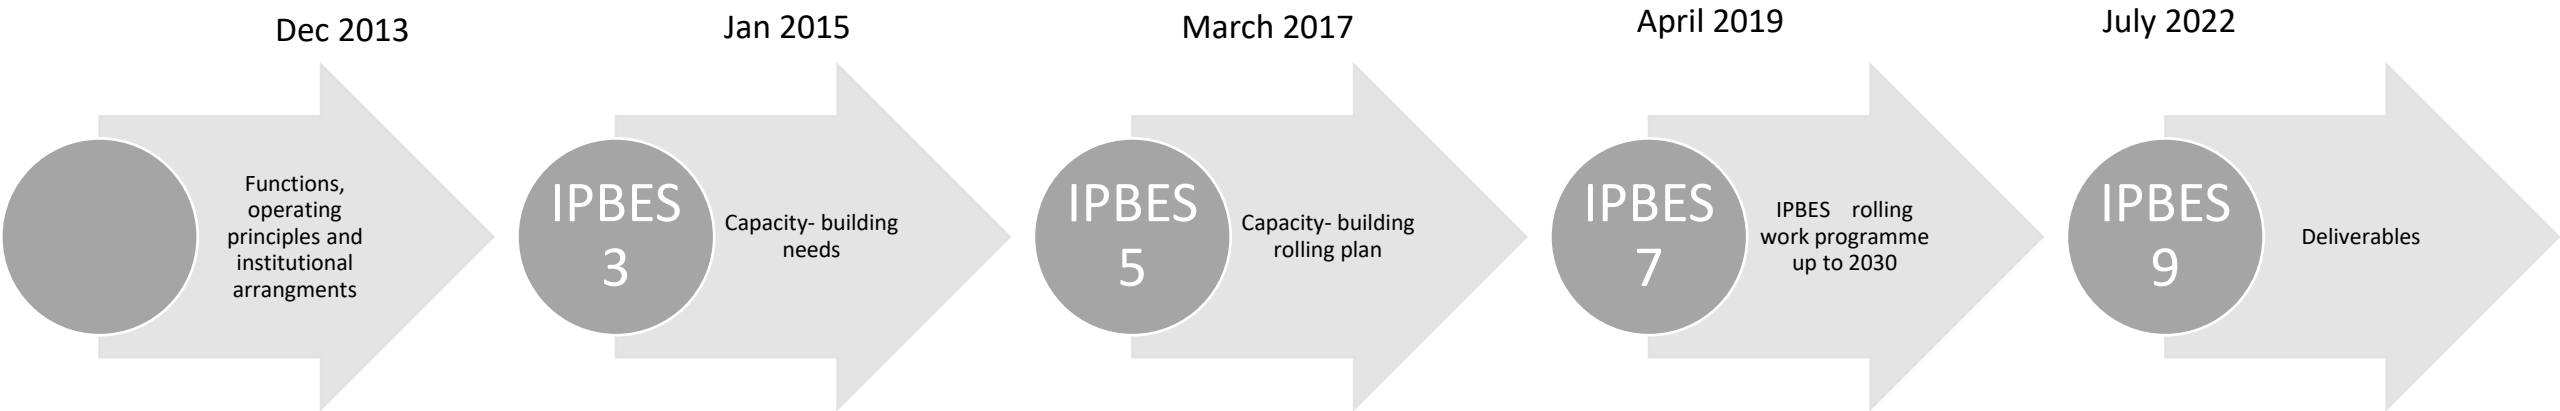 Dec 2013
Functions,
operating
principles and
institutional
arrangments
Jan 2015
IPBES
3
Capacity- building
needs
March 2017
IPBES
5
Capacity- building
rolling plan
April 2019
IPBES
7
IPBES rolling
work programme
up to 2030
July 2022
IPBES
9
Deliverables